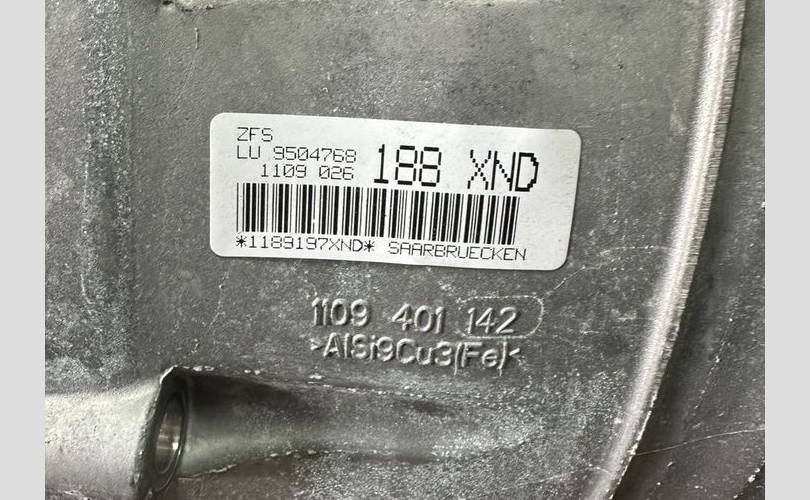 ZFS
LU 9504768 188 XND
1109 026
*1189197XND* SAARBRUECKEN
1109 401 142
>AlSi9Cu3(Fe)<